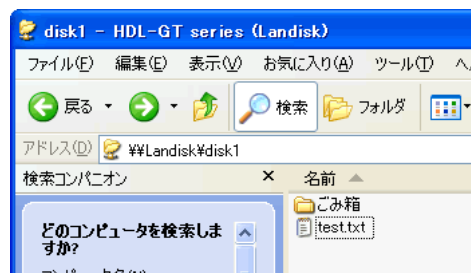 disk1 - HDL-GT series (Landisk)
ファイル(F) 編集(E) 表示(V) お気に入り(A) ツール(T)
戻る 検索 フォルダ
アドレス(D) ¥¥Landisk¥disk1
検索コンパニオン × 名前
ごみ箱
test.txt
どのコンピュータを検索しま
すか?